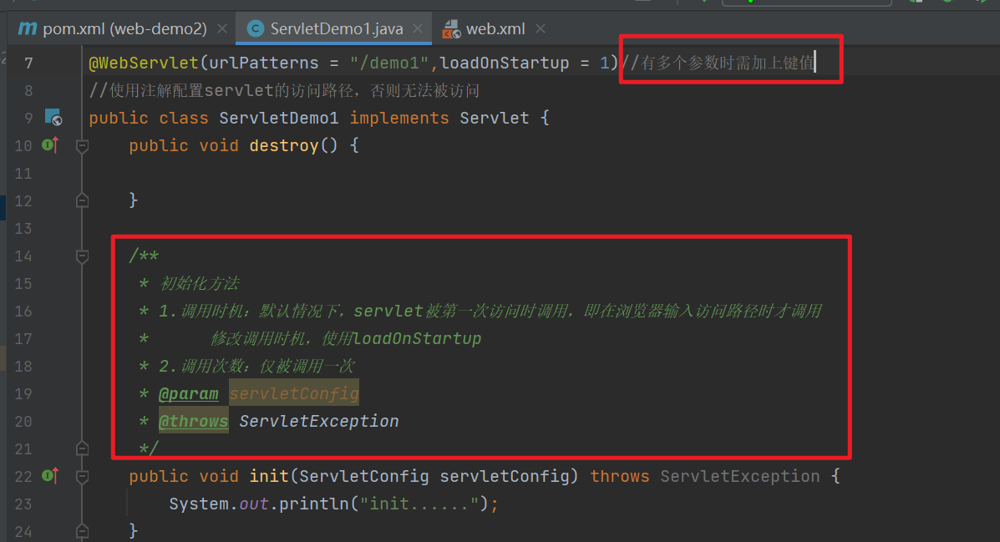 m pom.xml (web-demo2) × C ServletDemo1.java × web.xml ×
7 @WebServlet(urlPatterns = "/demo1",loadOnStartup = 1)//有多个参数时需加上键值
8 //使用注解配置servlet的访问路径，否则无法被访问
9 public class ServletDemo1 implements Servlet {
10 public void destroy() {
11
12 }
13
14 /**
15 * 初始化方法
16 * 1.调用时机：默认情况下，servlet被第一次访问时调用，即在浏览器输入访问路径时才调用
17 * 修改调用时机，使用loadOnStartup
18 * 2.调用次数：仅被调用一次
19 * @param servletConfig
20 * @throws ServletException
21 */
22 public void init(ServletConfig servletConfig) throws ServletException {
23 System.out.println("init......");
24 }